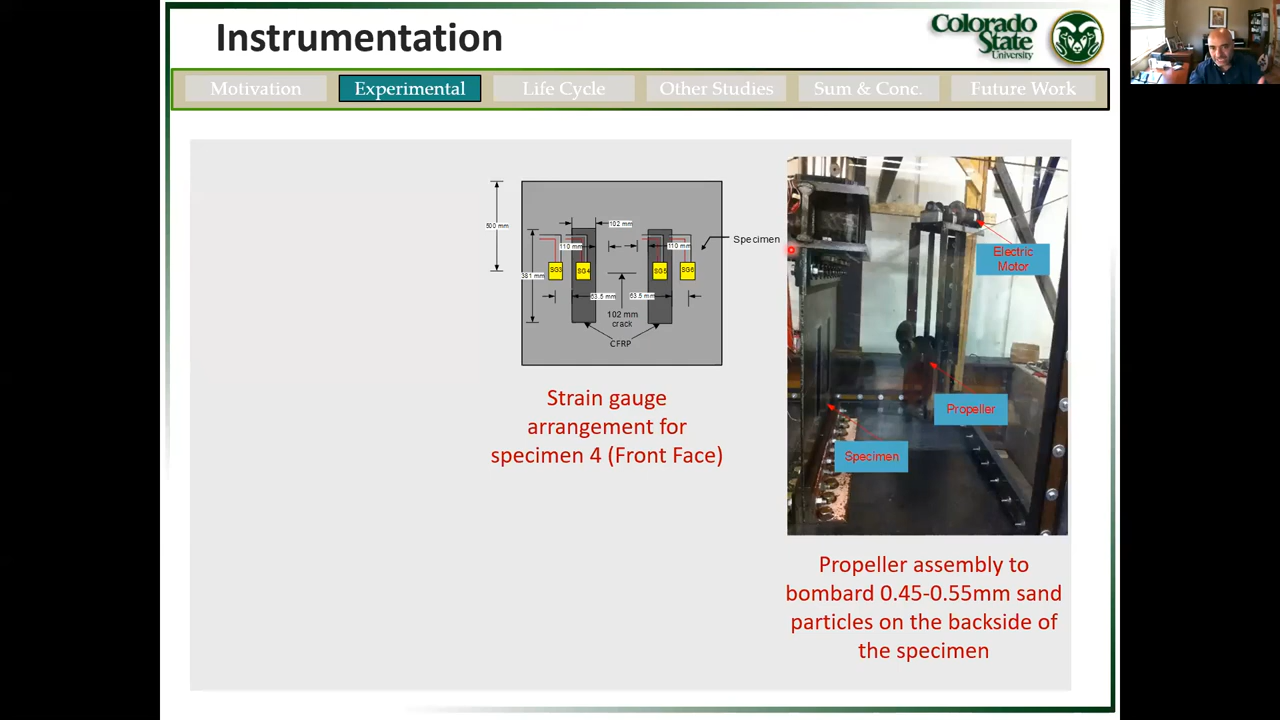 Instrumentation
Colorado
State
University
Motivation
Experimental
Life Cycle
Other Studies
Sum & Conc.
Future Work
500 mm
102 mm
110 mm
110 mm
Specimen
SG3
SG4
SG5
SG6
381 mm
63.5 mm
63.5 mm
102 mm
crack
CFRP
Strain gauge
arrangement for
specimen 4 (Front Face)
Electric
Motor
Propeller
Specimen
Propeller assembly to
bombard 0.45-0.55mm sand
particles on the backside of
the specimen